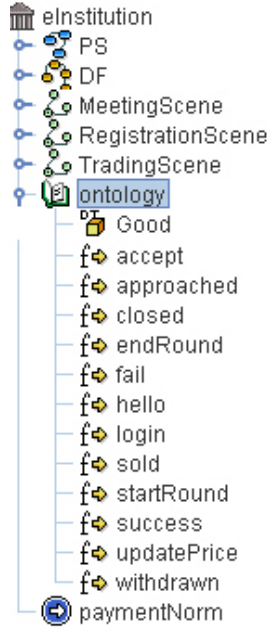 eInstitution
PS
DF
MeetingScene
RegistrationScene
TradingScene
ontology
DT Good
f accept
f approached
f closed
f endRound
f fail
f hello
f login
f sold
f startRound
f success
f updatePrice
f withdrawn
paymentNorm